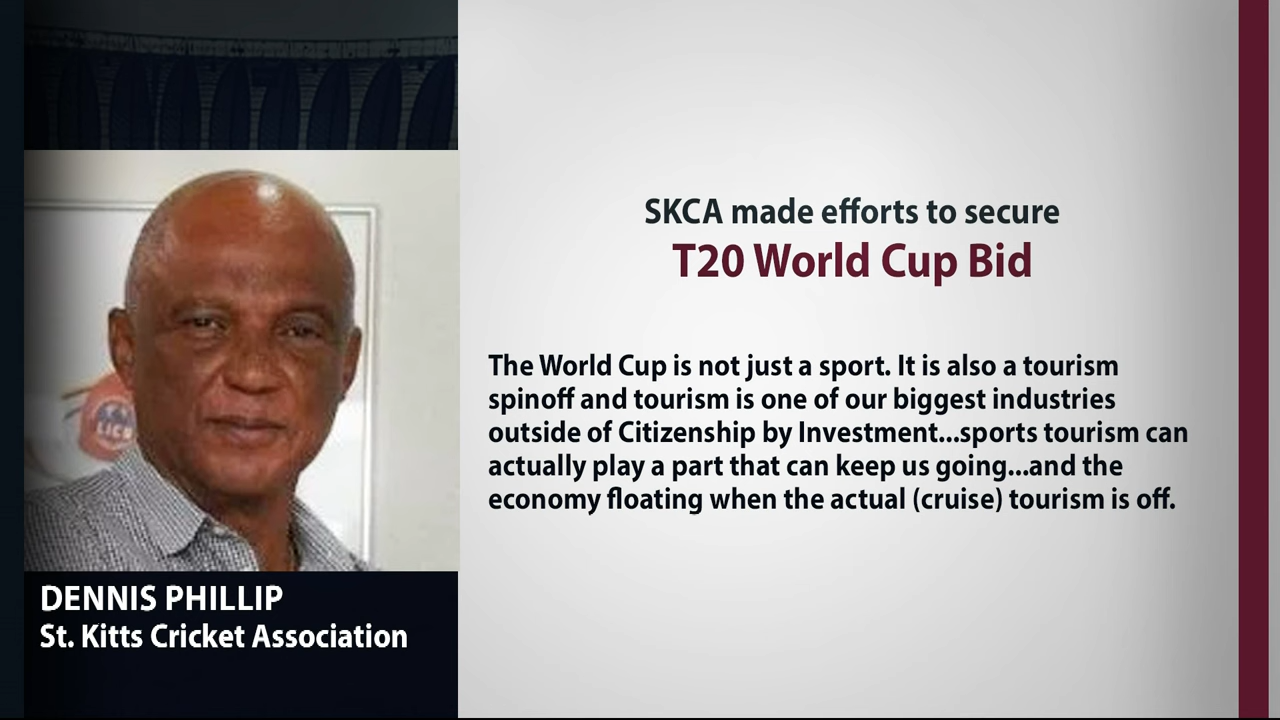 SKCA made efforts to secure
T20 World Cup Bid
The World Cup is not just a sport. It is also a tourism
spinoff and tourism is one of our biggest industries
outside of Citizenship by Investment...sports tourism can
actually play a part that can keep us going...and the
economy floating when the actual (cruise) tourism is off.
DENNIS PHILLIP
St. Kitts Cricket Association